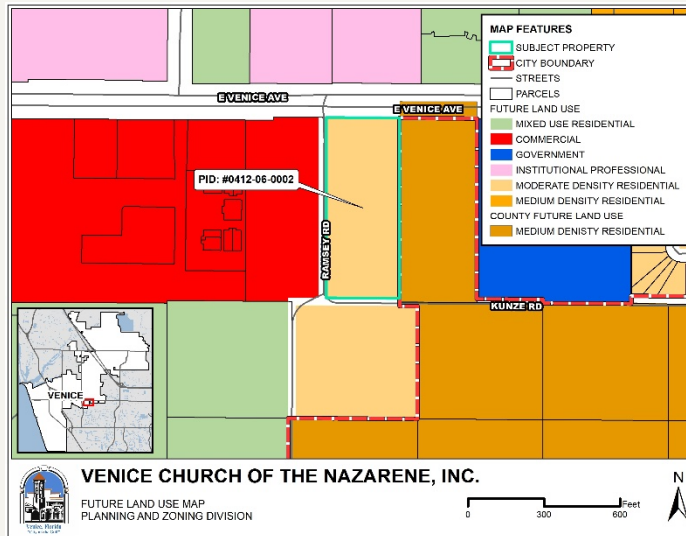 MAP FEATURES
SUBJECT PROPERTY
CITY BOUNDARY
STREETS
PARCELS
FUTURE LAND USE
MIXED USE RESIDENTIAL
COMMERCIAL
GOVERNMENT
INSTITUTIONAL PROFESSIONAL
MODERATE DENSITY RESIDENTIAL
MEDIUM DENSITY RESIDENTIAL
COUNTY FUTURE LAND USE
MEDIUM DENSITY RESIDENTIAL
E VENICE AVE
E VENICE AVE
PID: #0412-06-0002
RAMSEY RD
KUNZE RD
VENICE
VENICE CHURCH OF THE NAZARENE, INC.
FUTURE LAND USE MAP
PLANNING AND ZONING DIVISION
0 300 600
Feet
N
Venice, Florida